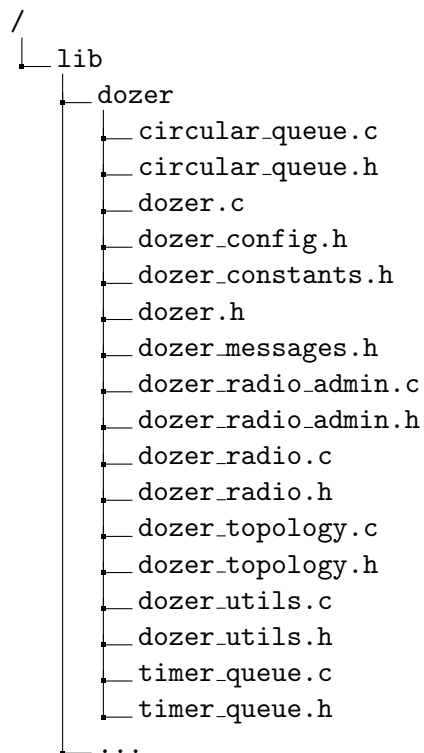 /
lib
dozer
circular_queue.c
circular_queue.h
dozer.c
dozer_config.h
dozer_constants.h
dozer.h
dozer_messages.h
dozer_radio_admin.c
dozer_radio_admin.h
dozer_radio.c
dozer_radio.h
dozer_topology.c
dozer_topology.h
dozer_utils.c
dozer_utils.h
timer_queue.c
timer_queue.h
...